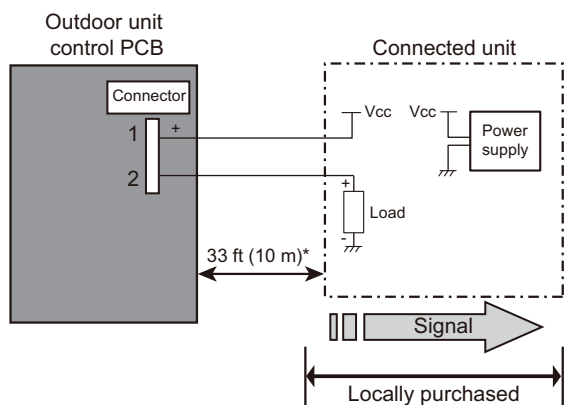 Outdoor unit
control PCB
Connected unit
Connector
1
+
2
Vcc
Vcc
Power
supply
+
Load
-
33 ft (10 m)*
Signal
Locally purchased